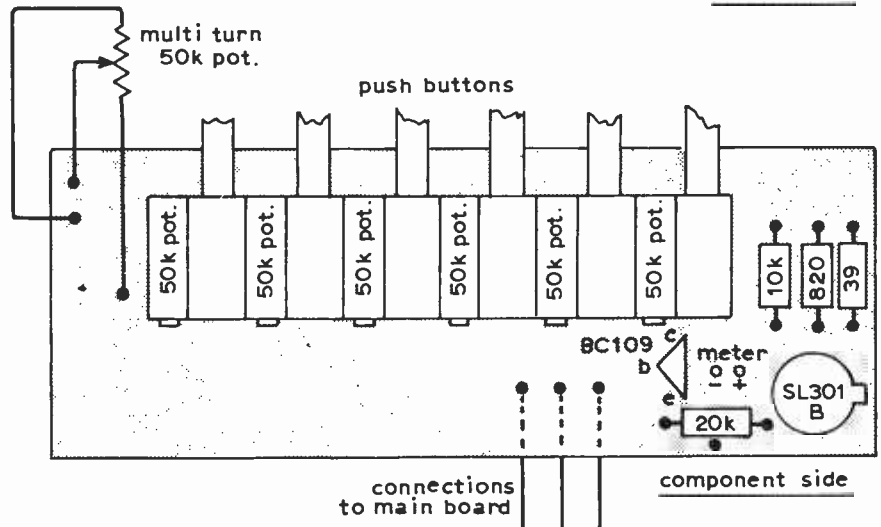 multi turn
50k pot.
push buttons
50k pot.
50k pot.
50k pot.
50k pot.
50k pot.
50k pot.
10k
820
39
BC109
c
b
e
meter
- +
SL301
B
20k
component side
connections
to main board